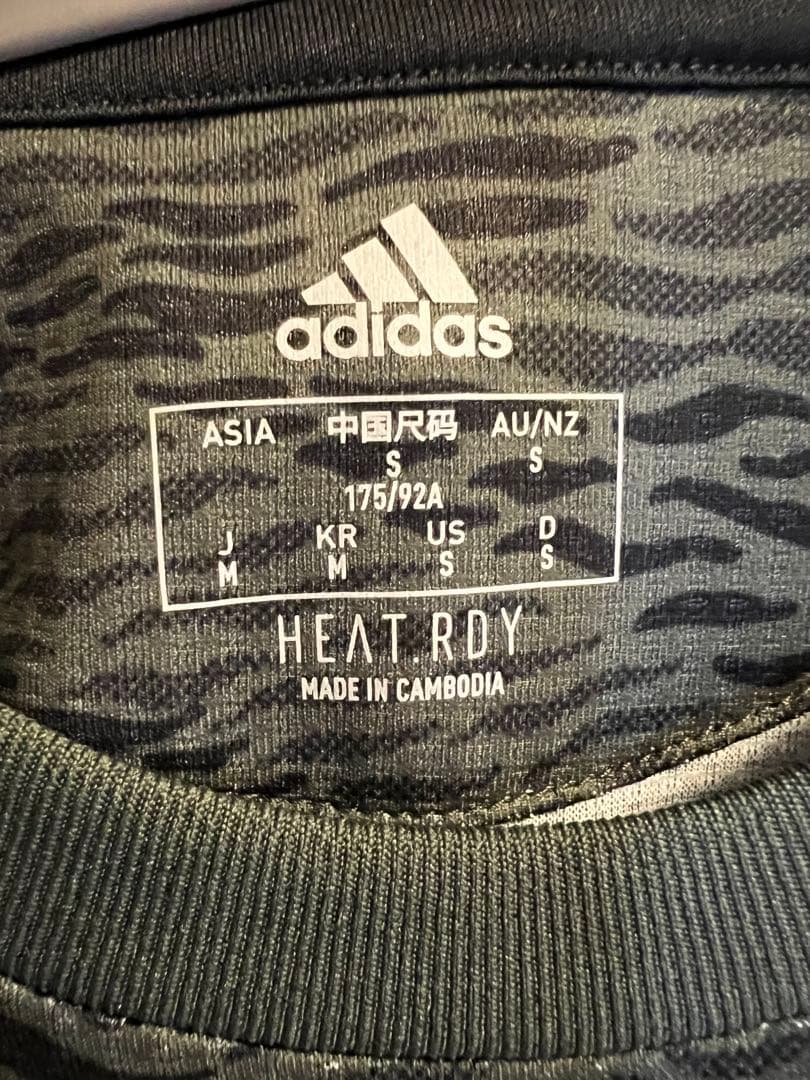 adidas
ASIA 中国尺码 AU/NZ
S S
175/92A
J KR US D
M M S S
HEAT.RDY
MADE IN CAMBODIA